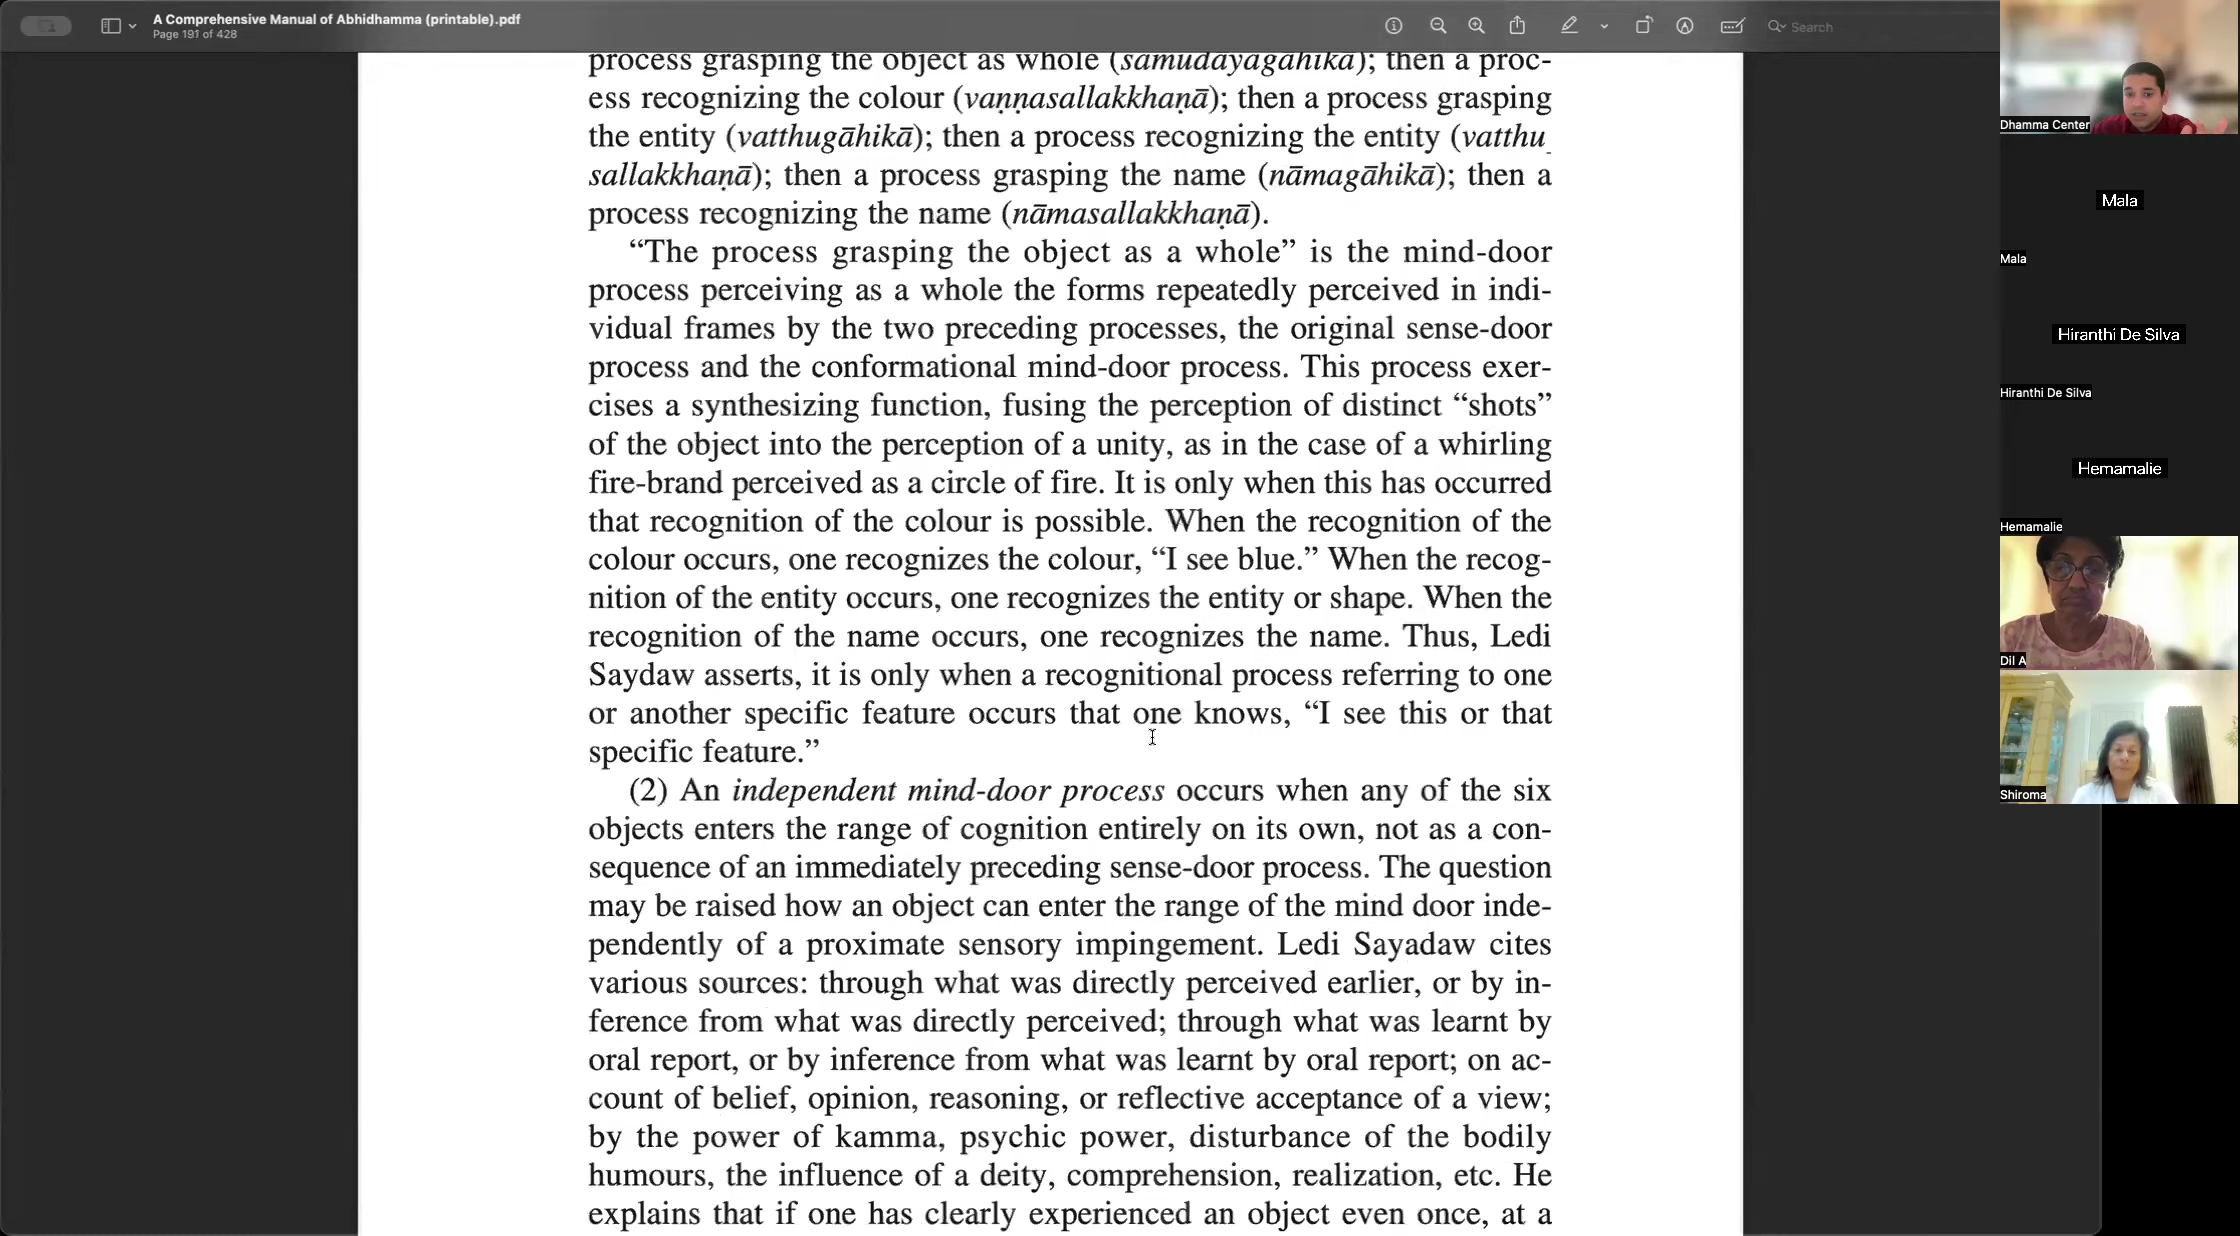 A Comprehensive Manual of Abhidhamma (printable).pdf
Page 191 of 428
Search
process grasping the object as whole (samudāyagāhikā); then a proc-
ess recognizing the colour (vaṇṇasallakkhaṇā); then a process grasping
the entity (vatthugāhikā); then a process recognizing the entity (vatthu_
sallakkhaṇā); then a process grasping the name (nāmagāhikā); then a
process recognizing the name (nāmasallakkhaṇā).
“The process grasping the object as a whole” is the mind-door
process perceiving as a whole the forms repeatedly perceived in indi-
vidual frames by the two preceding processes, the original sense-door
process and the conformational mind-door process. This process exer-
cises a synthesizing function, fusing the perception of distinct “shots”
of the object into the perception of a unity, as in the case of a whirling
fire-brand perceived as a circle of fire. It is only when this has occurred
that recognition of the colour is possible. When the recognition of the
colour occurs, one recognizes the colour, “I see blue.” When the recog-
nition of the entity occurs, one recognizes the entity or shape. When the
recognition of the name occurs, one recognizes the name. Thus, Ledi
Saydaw asserts, it is only when a recognitional process referring to one
or another specific feature occurs that one knows, “I see this or that
specific feature.”
(2) An independent mind-door process occurs when any of the six
objects enters the range of cognition entirely on its own, not as a con-
sequence of an immediately preceding sense-door process. The question
may be raised how an object can enter the range of the mind door inde-
pendently of a proximate sensory impingement. Ledi Sayadaw cites
various sources: through what was directly perceived earlier, or by in-
ference from what was directly perceived; through what was learnt by
oral report, or by inference from what was learnt by oral report; on ac-
count of belief, opinion, reasoning, or reflective acceptance of a view;
by the power of kamma, psychic power, disturbance of the bodily
humours, the influence of a deity, comprehension, realization, etc. He
explains that if one has clearly experienced an object even once, at a
Dhamma Center
Mala
Mala
Hiranthi De Silva
Hiranthi De Silva
Hemamalie
Hemamalie
Dil A
Shiroma